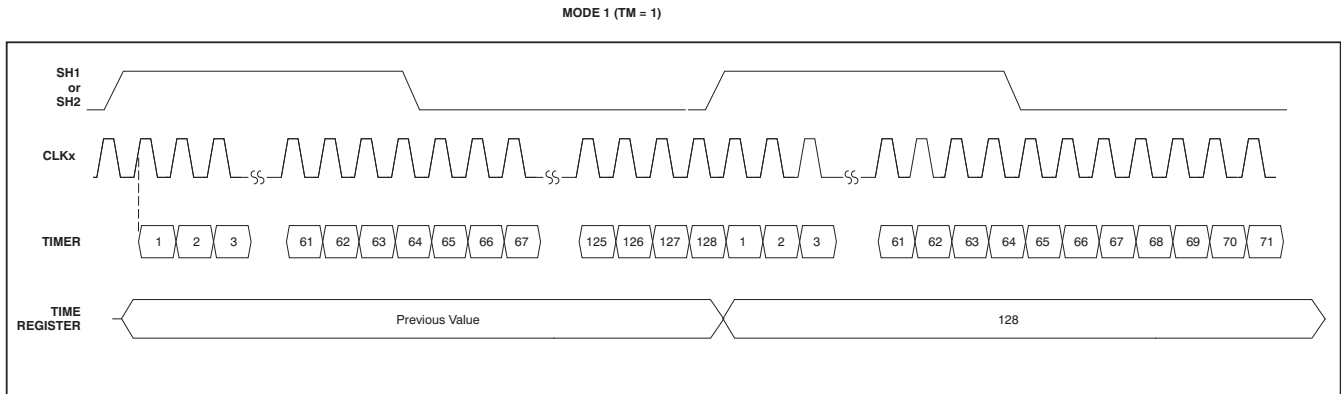 MODE 1 (TM = 1)
SH1
or
SH2
CLKx
TIMER
1 2 3 61 62 63 64 65 66 67 125 126 127 128 1 2 3 61 62 63 64 65 66 67 68 69 70 71
TIME
REGISTER
Previous Value 128